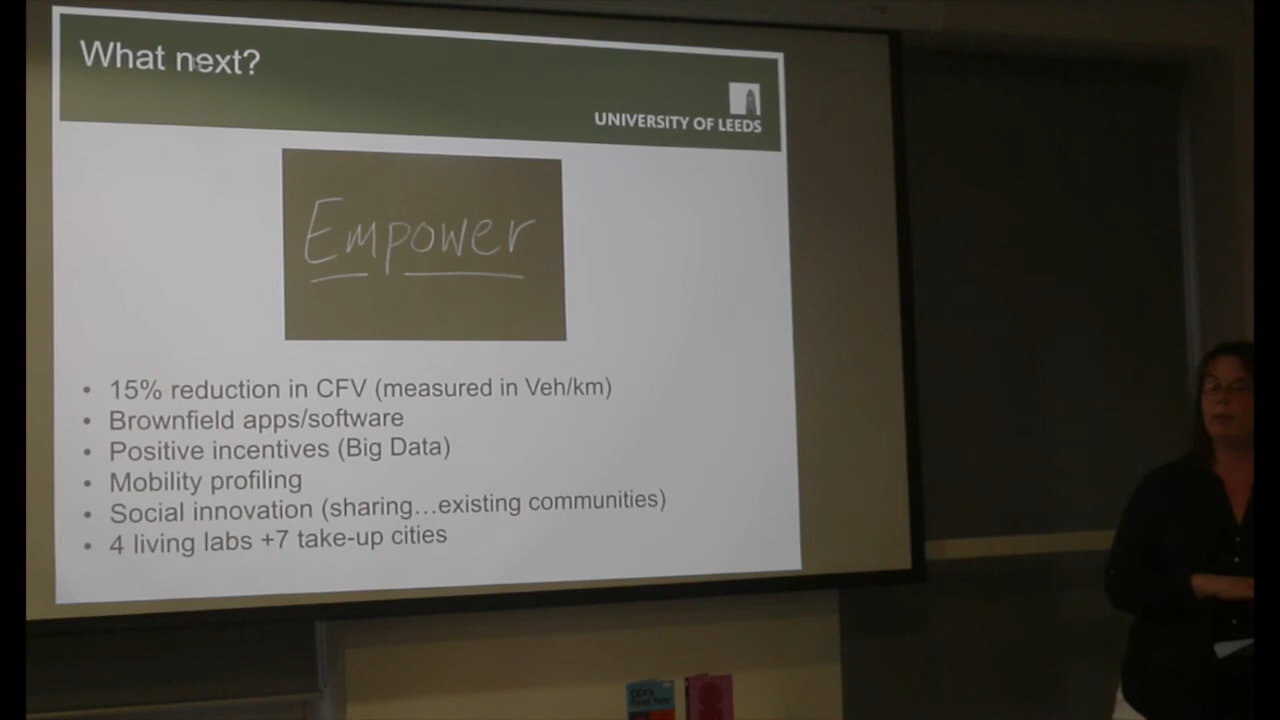 What next?
UNIVERSITY OF LEEDS
Empower
• 15% reduction in CFV (measured in Veh/km)
• Brownfield apps/software
• Positive incentives (Big Data)
• Mobility profiling
• Social innovation (sharing…existing communities)
• 4 living labs +7 take-up cities